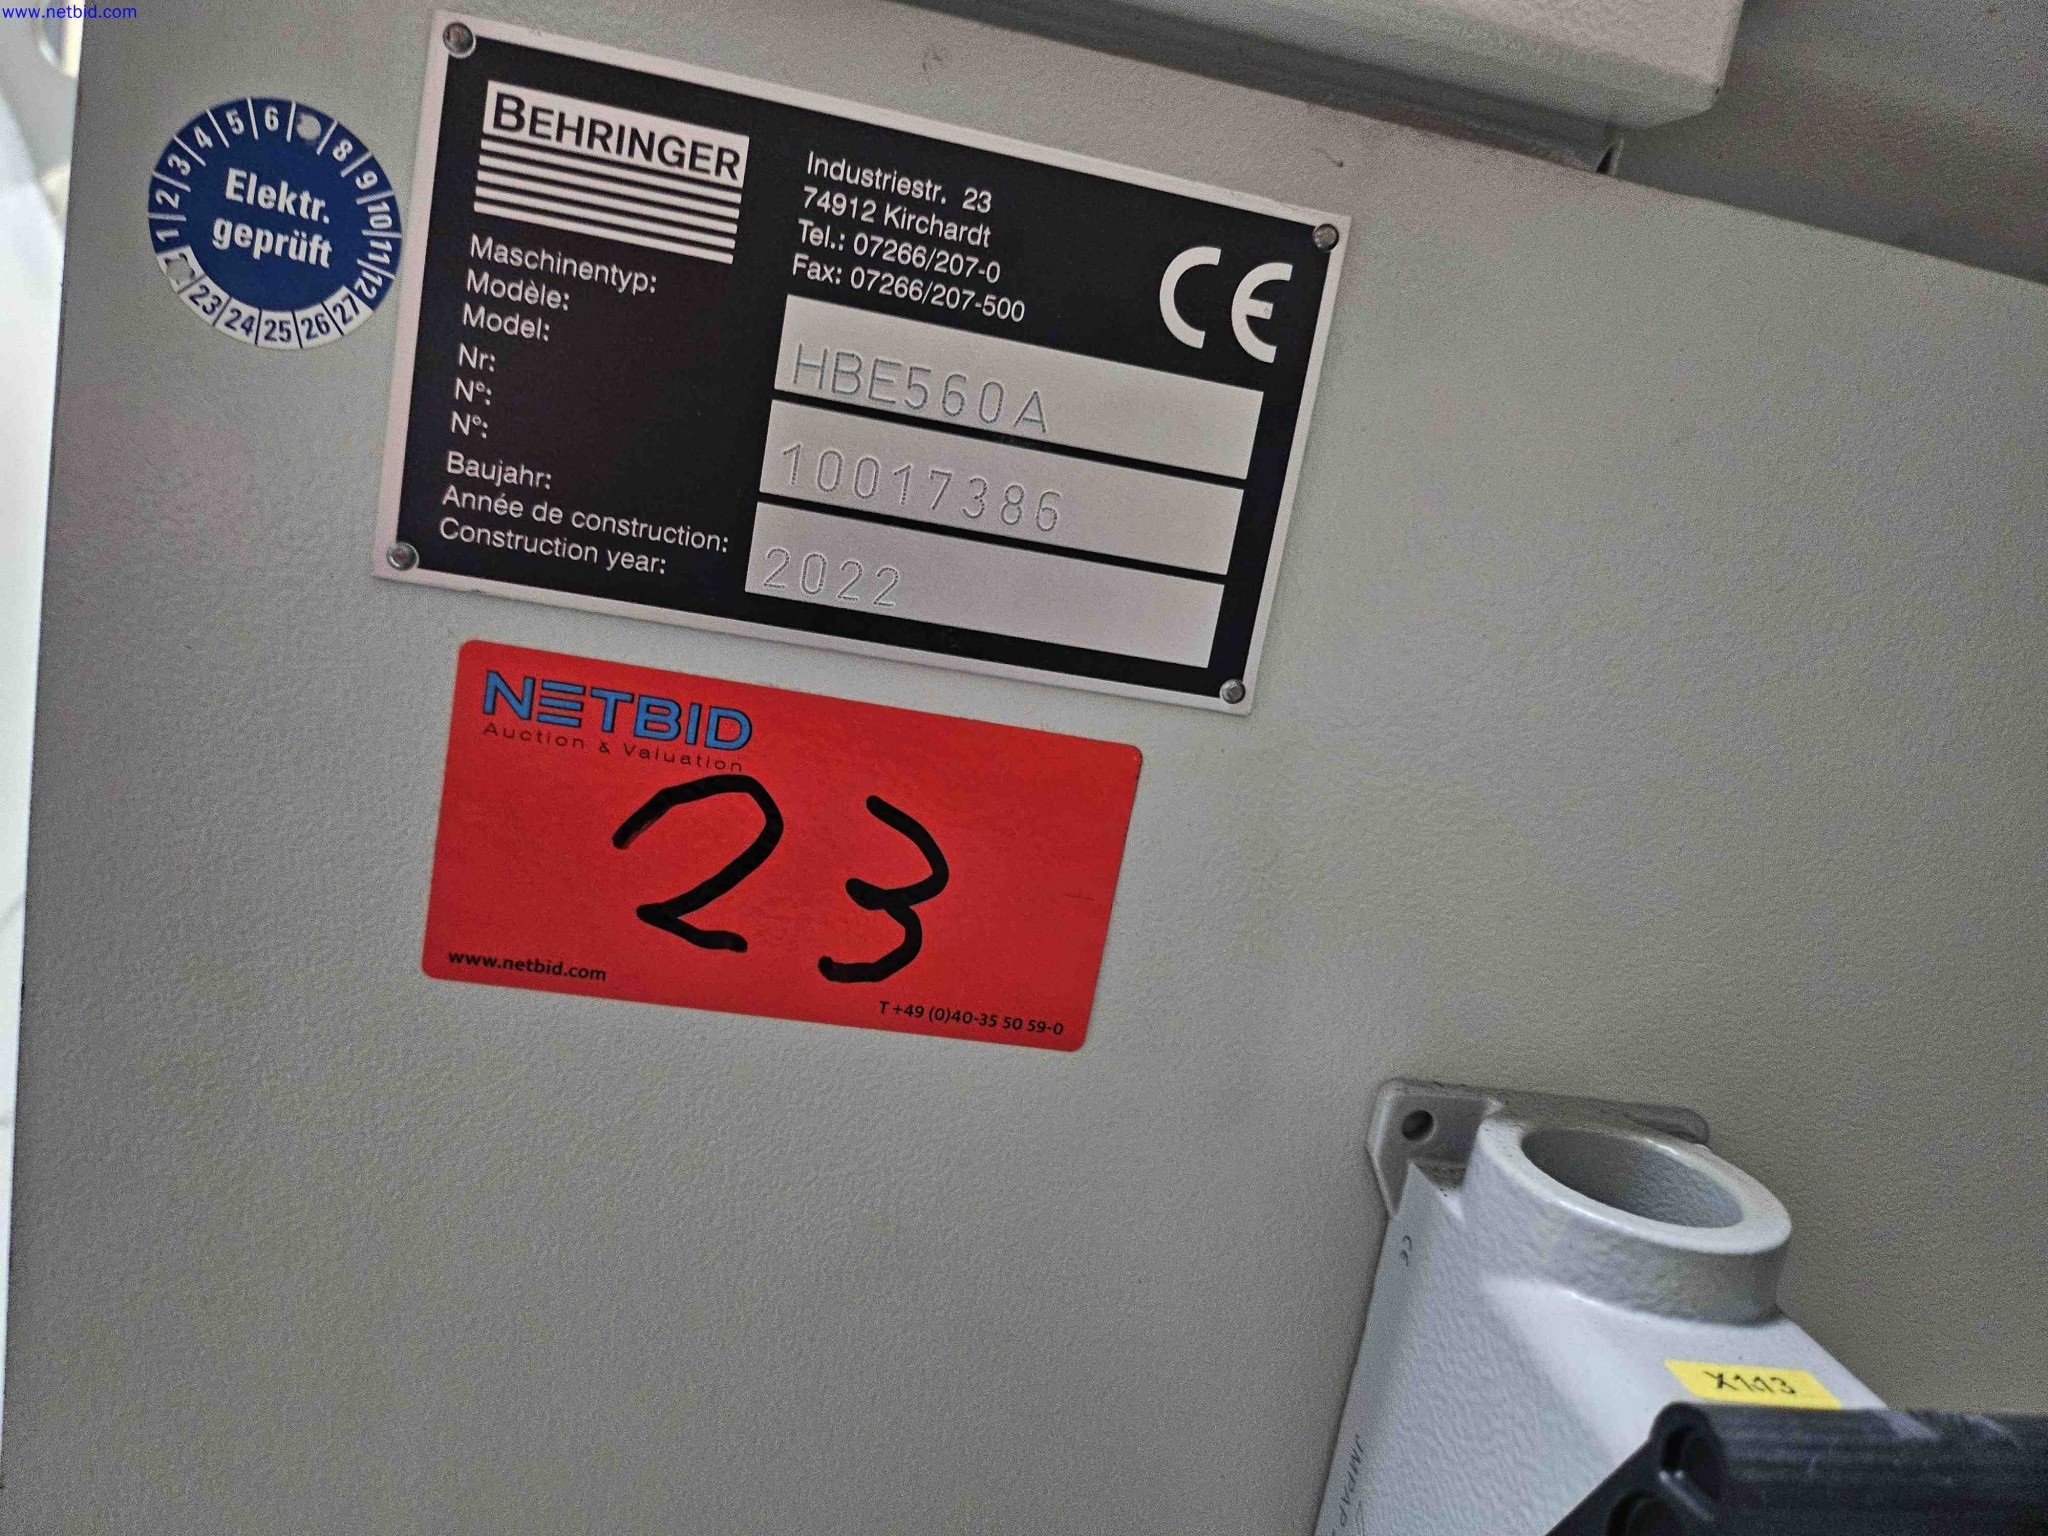 www.netbid.com
1 2 3 4 5 6 8 9 10 11 12
Elektr.
geprüft
23 24 25 26 27
BEHRINGER
Industriestr. 23
74912 Kirchardt
Tel.: 07266/207-0
Fax: 07266/207-500
CE
Maschinentyp:
Modèle:
Model:
HBE560A
Nr:
N°:
N°:
10017386
Baujahr:
Année de construction:
Construction year:
2022
NETBID
Auction & Valuation
23
www.netbid.com
T +49 (0)40-35 50 59-0
CE
X113